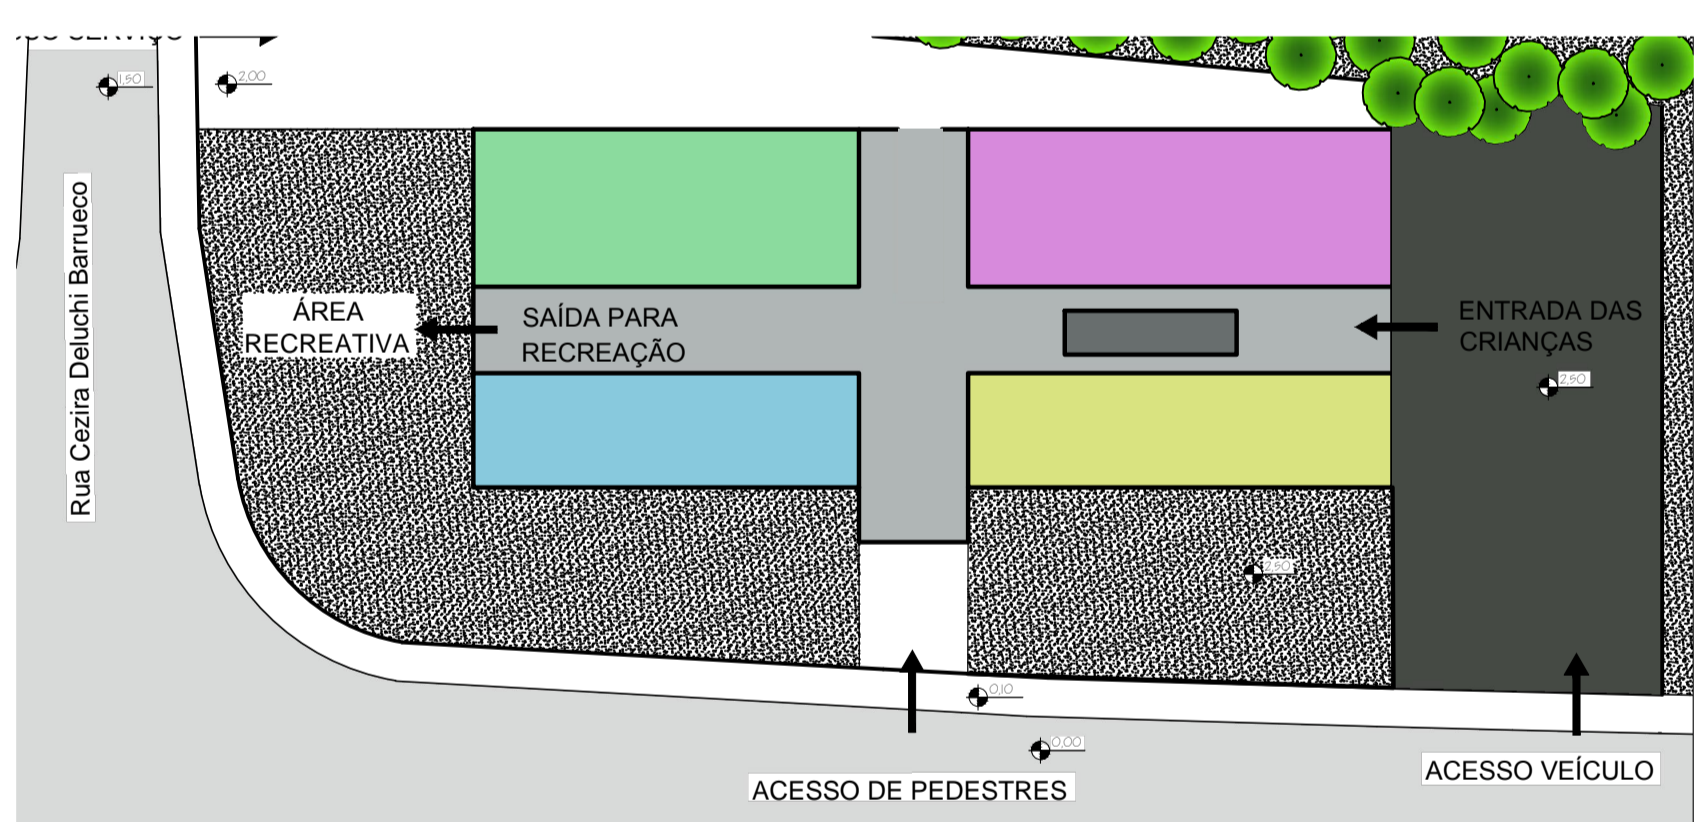 1,50
2,00
Rua Cezira Deluchi Barrueco
ÁREA
RECREATIVA
SAÍDA PARA
RECREAÇÃO
ENTRADA DAS
CRIANÇAS
2,50
2,50
0,10
0,00
ACESSO DE PEDESTRES
ACESSO VEÍCULO